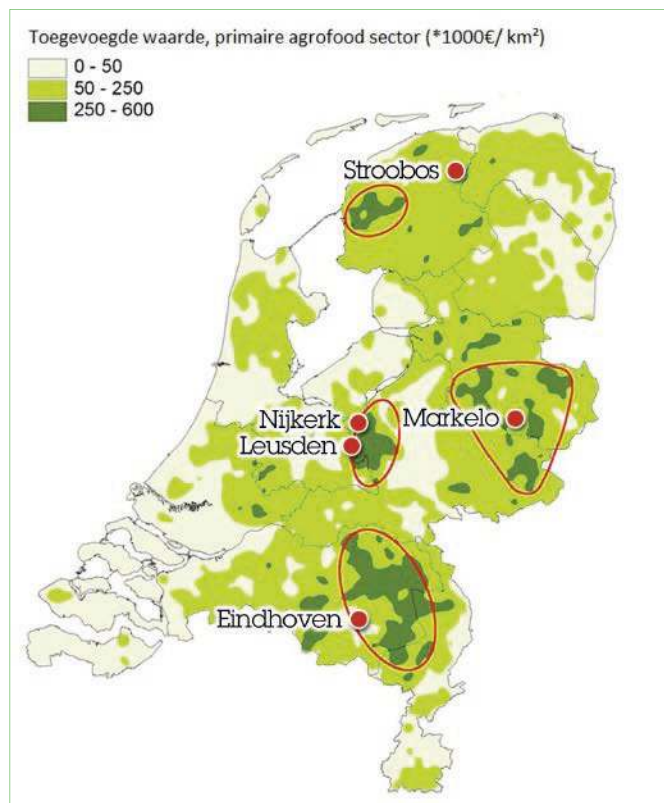 Toegevoegde waarde, primaire agrofood sector (*1000€/ km²)
0 - 50
50 - 250
250 - 600
Stroobos
Nijkerk
Markelo
Leusden
Eindhoven